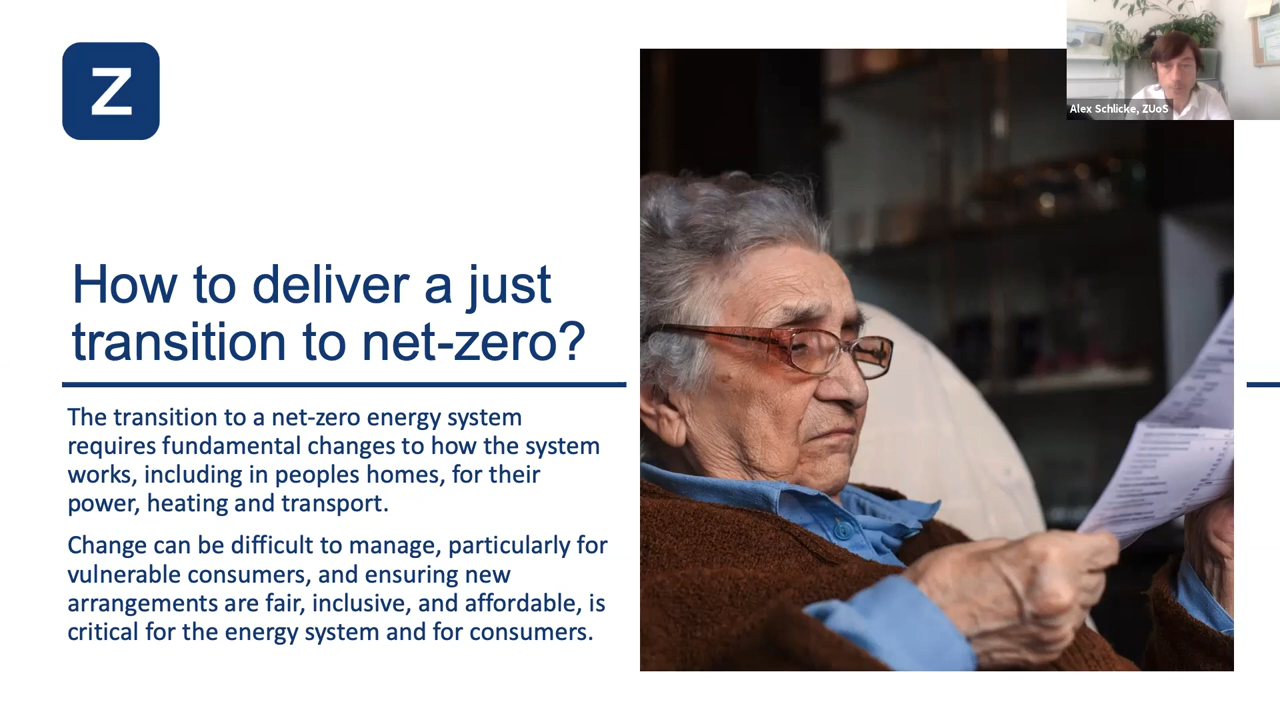 Z
Alex Schlicke, ZUoS
How to deliver a just
transition to net-zero?
The transition to a net-zero energy system
requires fundamental changes to how the system
works, including in peoples homes, for their
power, heating and transport.
Change can be difficult to manage, particularly for
vulnerable consumers, and ensuring new
arrangements are fair, inclusive, and affordable, is
critical for the energy system and for consumers.